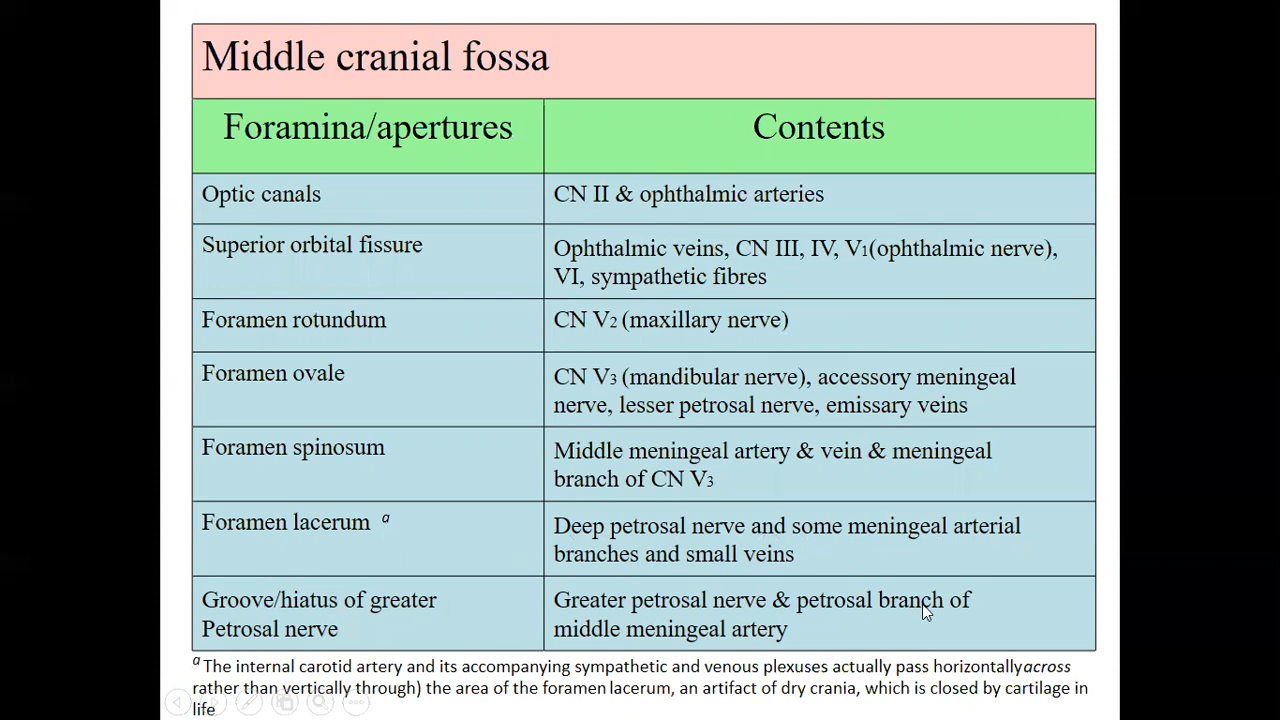 Middle cranial fossa
Foramina/apertures
Contents
Optic canals
CN II & ophthalmic arteries
Superior orbital fissure
Ophthalmic veins, CN III, IV, V1(ophthalmic nerve),
VI, sympathetic fibres
Foramen rotundum
CN V2 (maxillary nerve)
Foramen ovale
CN V3 (mandibular nerve), accessory meningeal
nerve, lesser petrosal nerve, emissary veins
Foramen spinosum
Middle meningeal artery & vein & meningeal
branch of CN V3
Foramen lacerum a
Deep petrosal nerve and some meningeal arterial
branches and small veins
Groove/hiatus of greater
Petrosal nerve
Greater petrosal nerve & petrosal branch of
middle meningeal artery
a The internal carotid artery and its accompanying sympathetic and venous plexuses actually pass horizontally across
rather than vertically through) the area of the foramen lacerum, an artifact of dry crania, which is closed by cartilage in
life